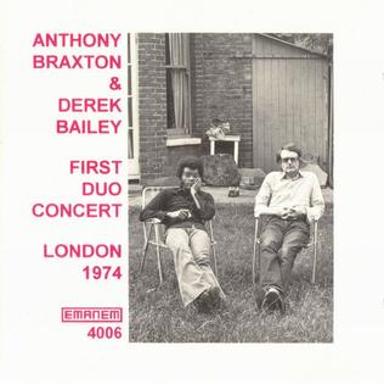 ANTHONY
BRAXTON
&
DEREK
BAILEY
FIRST
DUO
CONCERT
LONDON
1974
EMANEM
4006